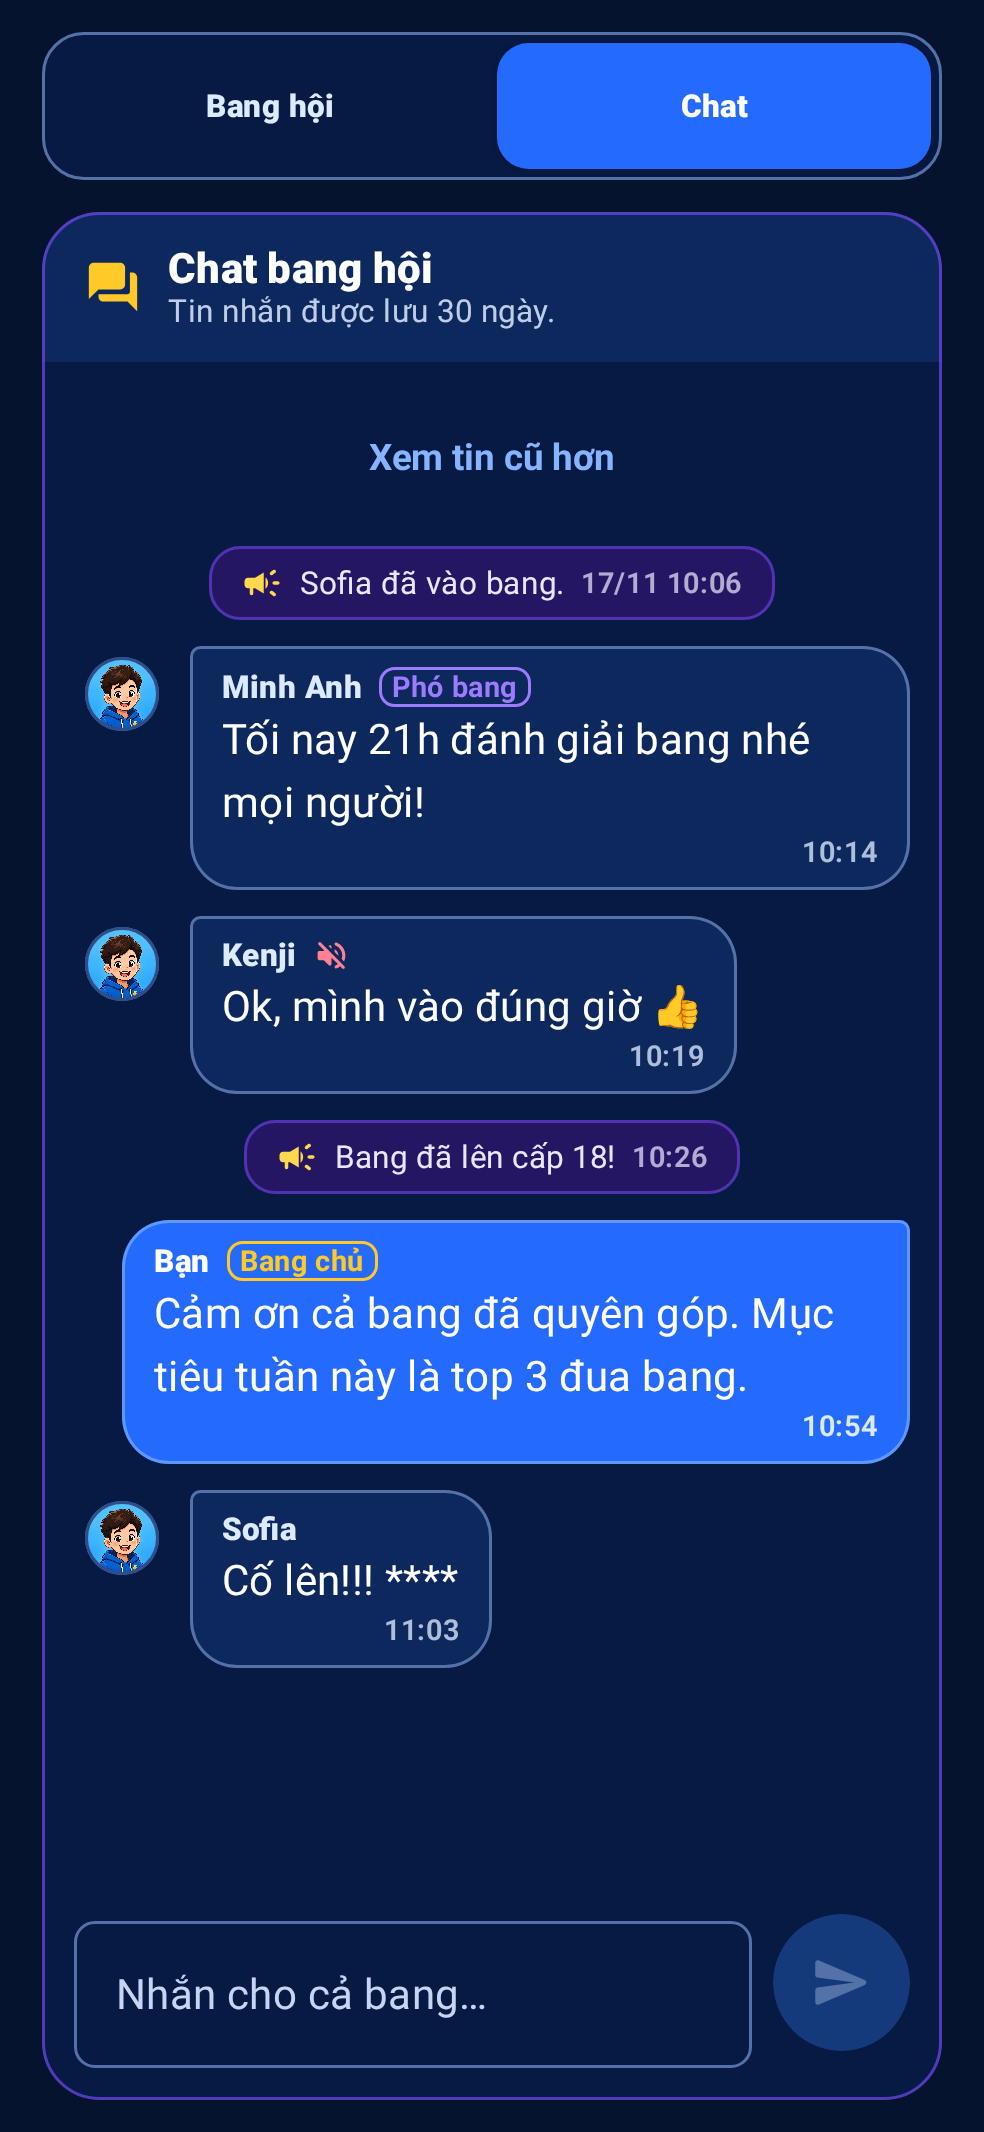 Bang hội
Chat
Chat bang hội
Tin nhắn được lưu 30 ngày.
Xem tin cũ hơn
Sofia đã vào bang. 17/11 10:06
Minh Anh Phó bang
Tối nay 21h đánh giải bang nhé
mọi người!
10:14
Kenji
Ok, mình vào đúng giờ 👍
10:19
Bang đã lên cấp 18! 10:26
Bạn Bang chủ
Cảm ơn cả bang đã quyên góp. Mục
tiêu tuần này là top 3 đua bang.
10:54
Sofia
Cố lên!!! ****
11:03
Nhắn cho cả bang…